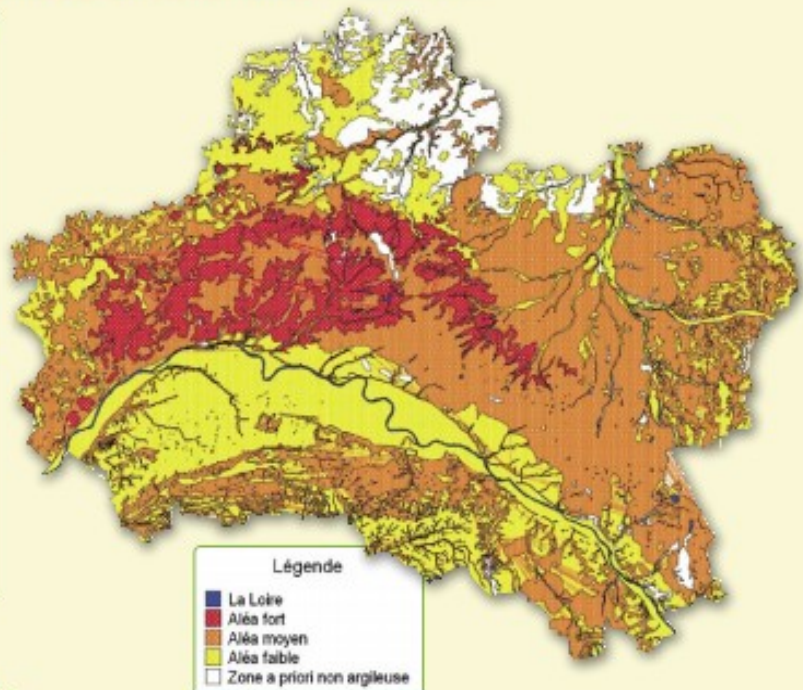 Légende
La Loire
Aléa fort
Aléa moyen
Aléa faible
Zone a priori non argileuse